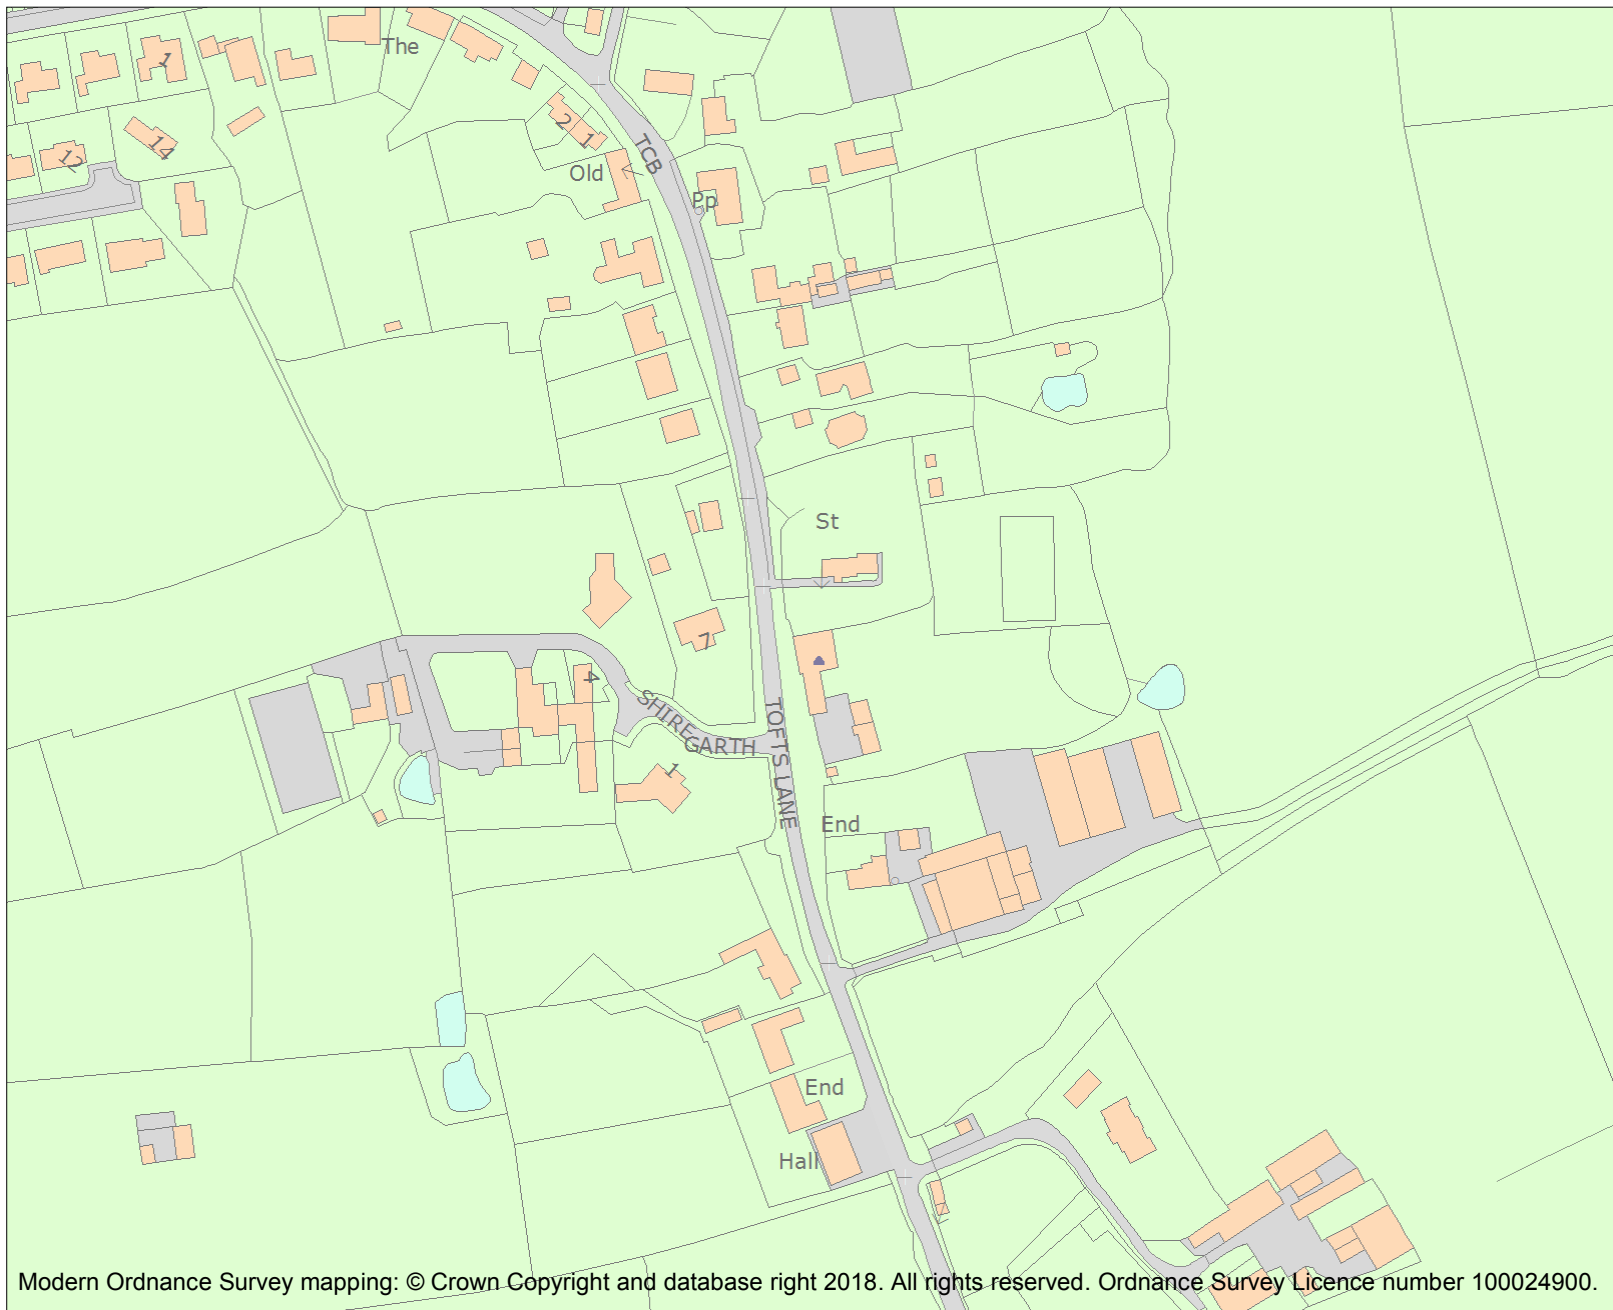 The
1
2
1
TCB
14
12
Old
Pp
St
7
4
SHIRE GARTH
TOFTS LANE
1
End
End
Hall
Modern Ordnance Survey mapping: © Crown Copyright and database right 2018. All rights reserved. Ordnance Survey Licence number 100024900.